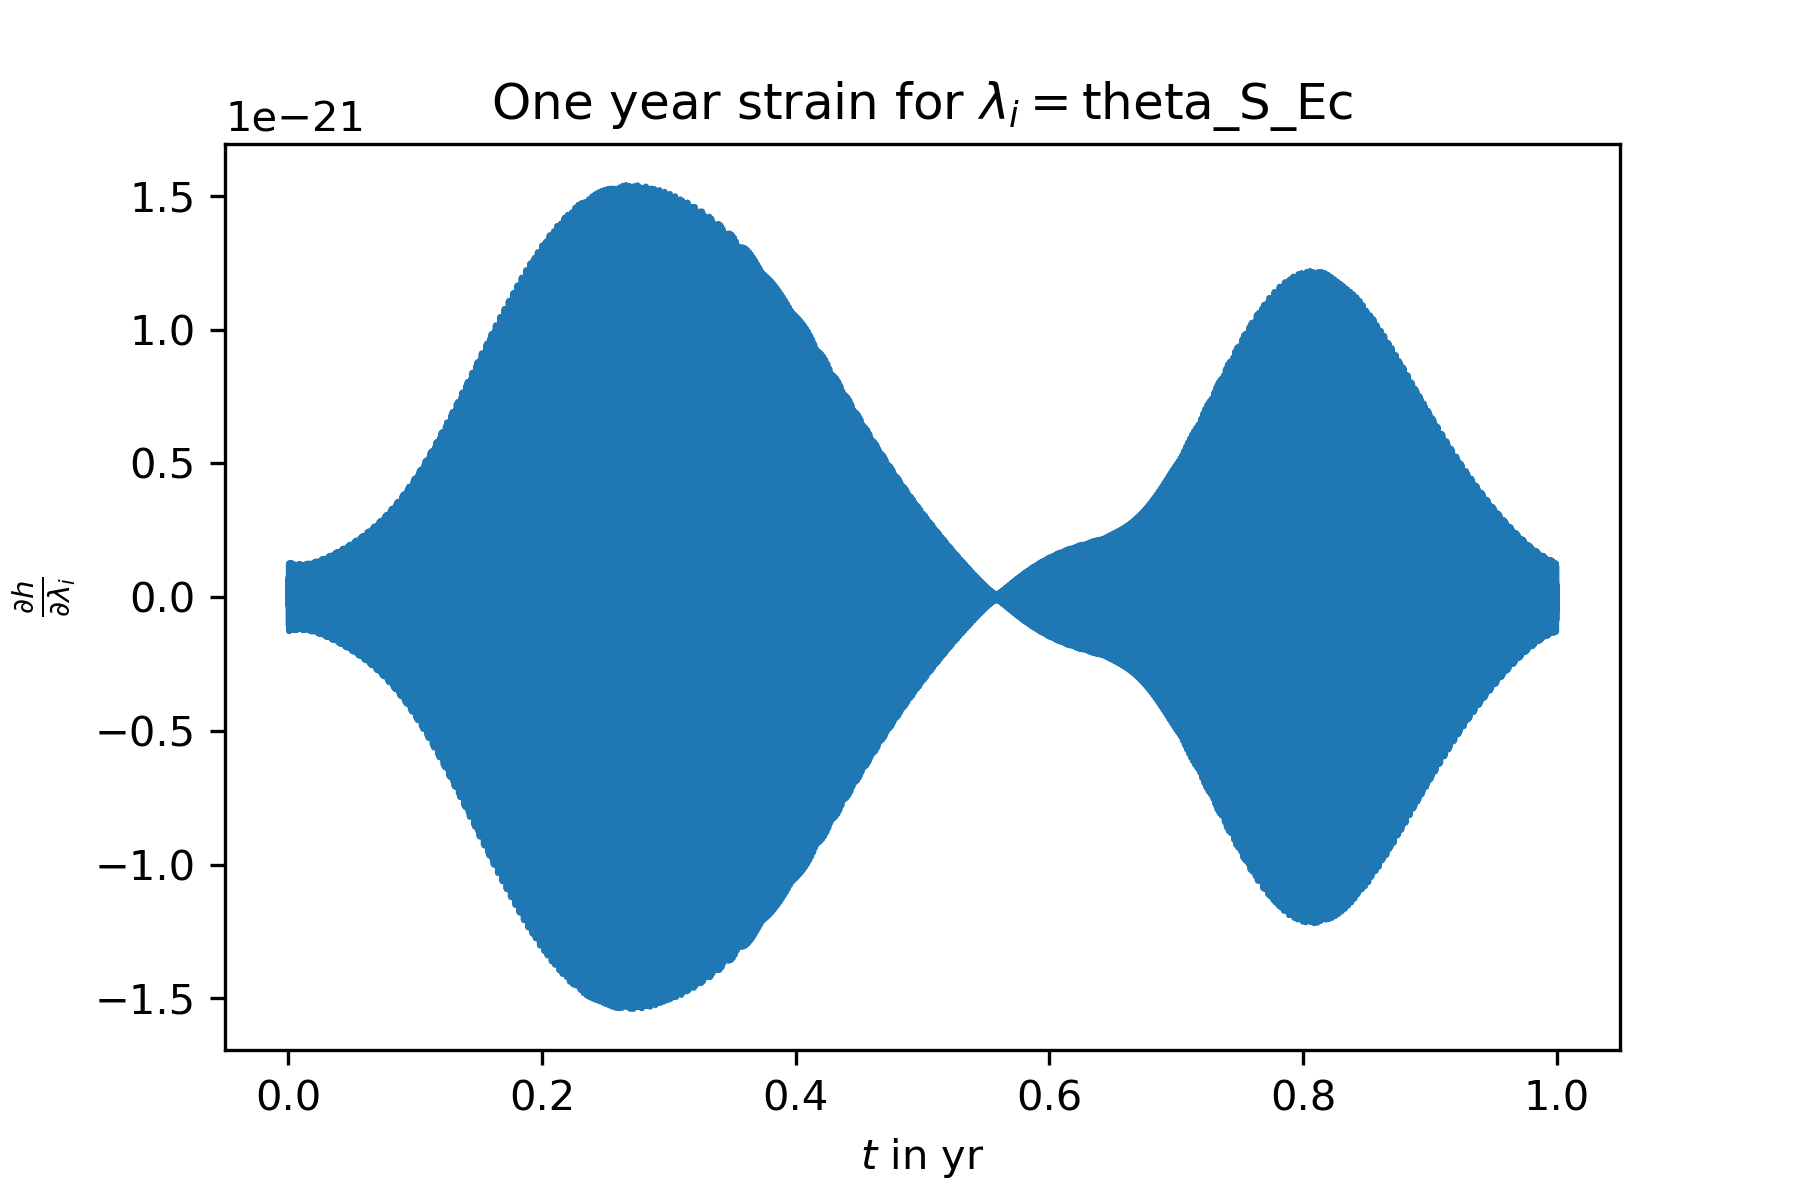 One year strain for λᵢ = theta_S_Ec
1e−21
1.5
1.0
0.5
0.0
−0.5
−1.0
−1.5
∂h
∂λᵢ
0.0 0.2 0.4 0.6 0.8 1.0
t in yr